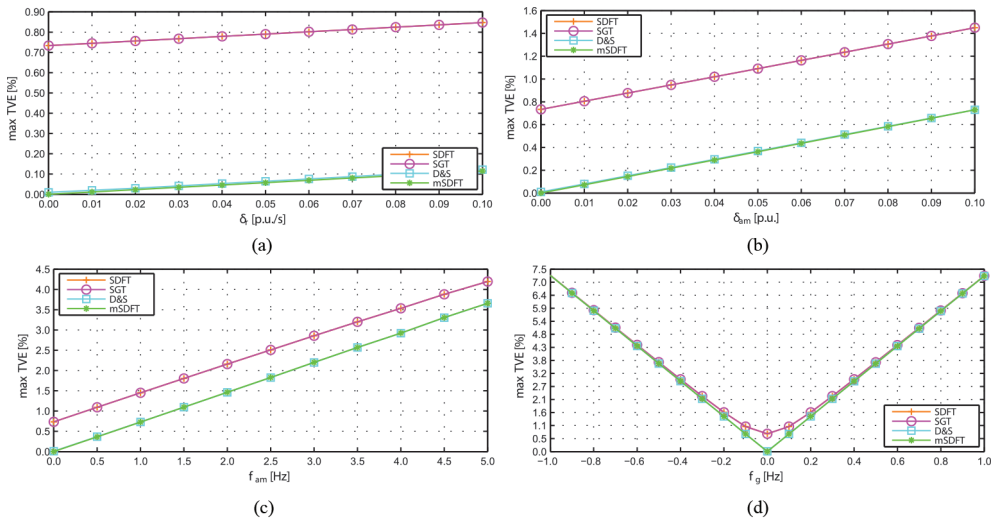 0.90
0.80
0.70
0.60
0.50
0.40
0.30
0.20
0.10
0.00
max TVE [%]
SDFT
SGT
D&S
mSDFT
0.00 0.01 0.02 0.03 0.04 0.05 0.06 0.07 0.08 0.09 0.10
δr [p.u./s]
(a)
1.6
1.4
1.2
1.0
0.8
0.6
0.4
0.2
0.0
max TVE [%]
SDFT
SGT
D&S
mSDFT
0.00 0.01 0.02 0.03 0.04 0.05 0.06 0.07 0.08 0.09 0.10
δam [p.u.]
(b)
4.5
4.0
3.5
3.0
2.5
2.0
1.5
1.0
0.5
0.0
max TVE [%]
SDFT
SGT
D&S
mSDFT
0.0 0.5 1.0 1.5 2.0 2.5 3.0 3.5 4.0 4.5 5.0
f am [Hz]
(c)
7.5
6.4
5.9
5.4
4.9
4.3
3.8
3.2
2.7
2.1
1.6
1.1
0.5
0.0
max TVE [%]
SDFT
SGT
D&S
mSDFT
−1.0 −0.8 −0.6 −0.4 −0.2 0.0 0.2 0.4 0.6 0.8 1.0
f g [Hz]
(d)